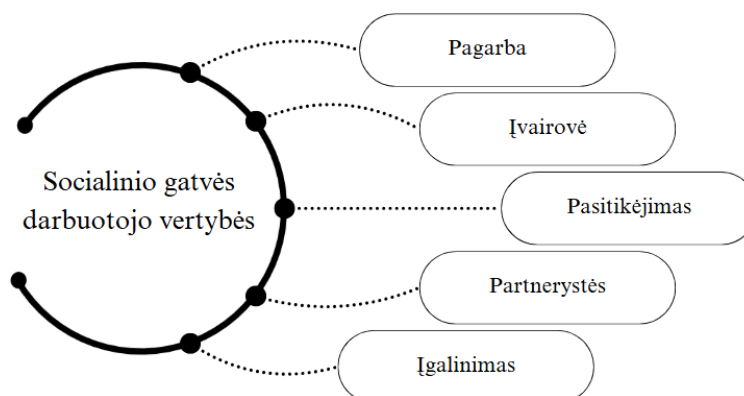 Socialinio gatvės
darbuotojo vertybės
Pagarba
Įvairovė
Pasitikėjimas
Partnerystės
Įgalinimas